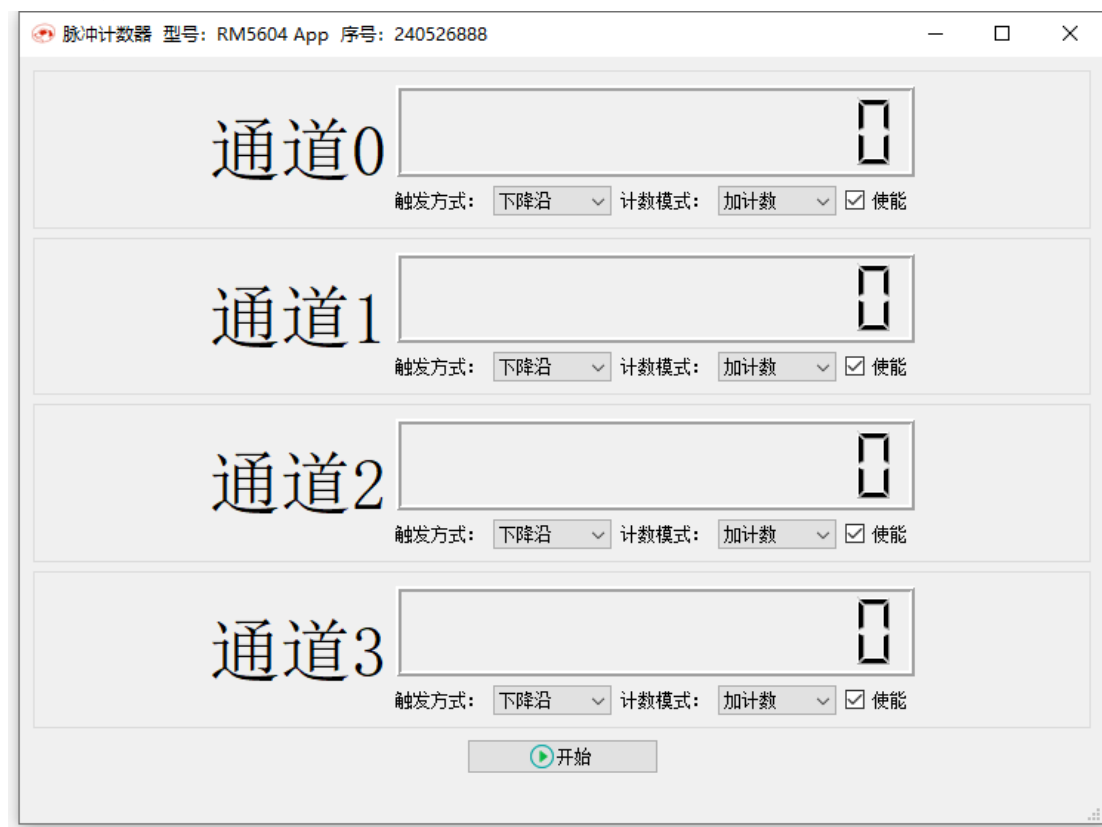 脉冲计数器 型号：RM5604 App 序号：240526888
通道0
0
触发方式： 下降沿 计数模式： 加计数 使能
通道1
0
触发方式： 下降沿 计数模式： 加计数 使能
通道2
0
触发方式： 下降沿 计数模式： 加计数 使能
通道3
0
触发方式： 下降沿 计数模式： 加计数 使能
开始